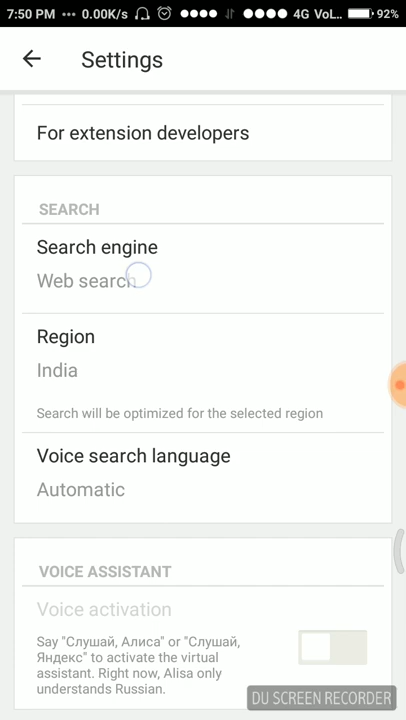 7:50 PM ••• 0.00K/s 4G VoL.. 92%
Settings
For extension developers
SEARCH
Search engine
Web search
Region
India
Search will be optimized for the selected region
Voice search language
Automatic
VOICE ASSISTANT
Voice activation
Say "Слушай, Алиса" or "Слушай,
Яндекс" to activate the virtual
assistant. Right now, Alisa only
understands Russian.
DU SCREEN RECORDER